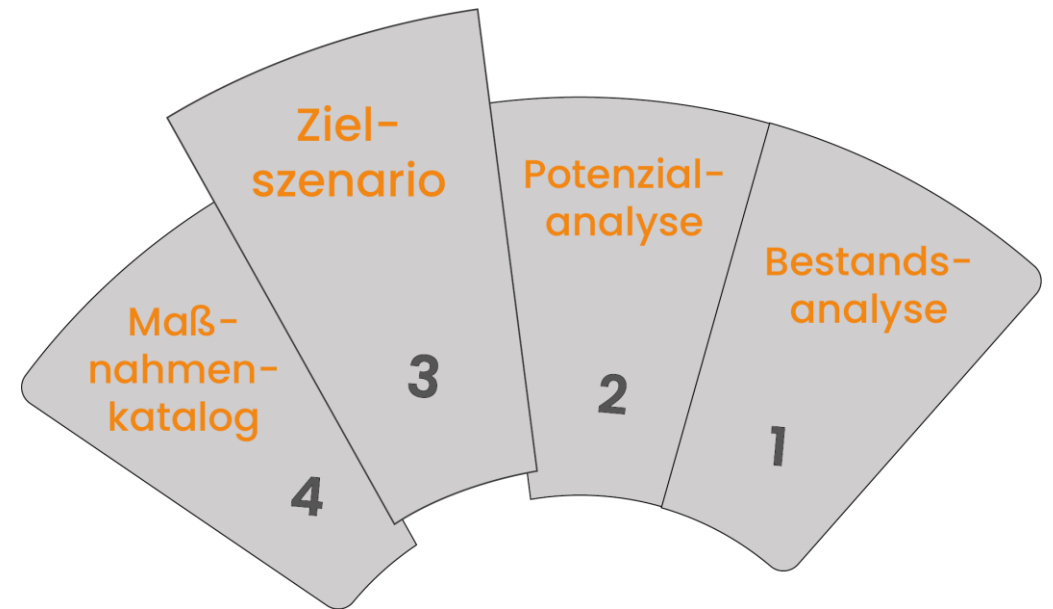 Ziel-
szenario
3
Potenzial-
analyse
2
Bestands-
analyse
1
Maß-
nahmen-
katalog
4